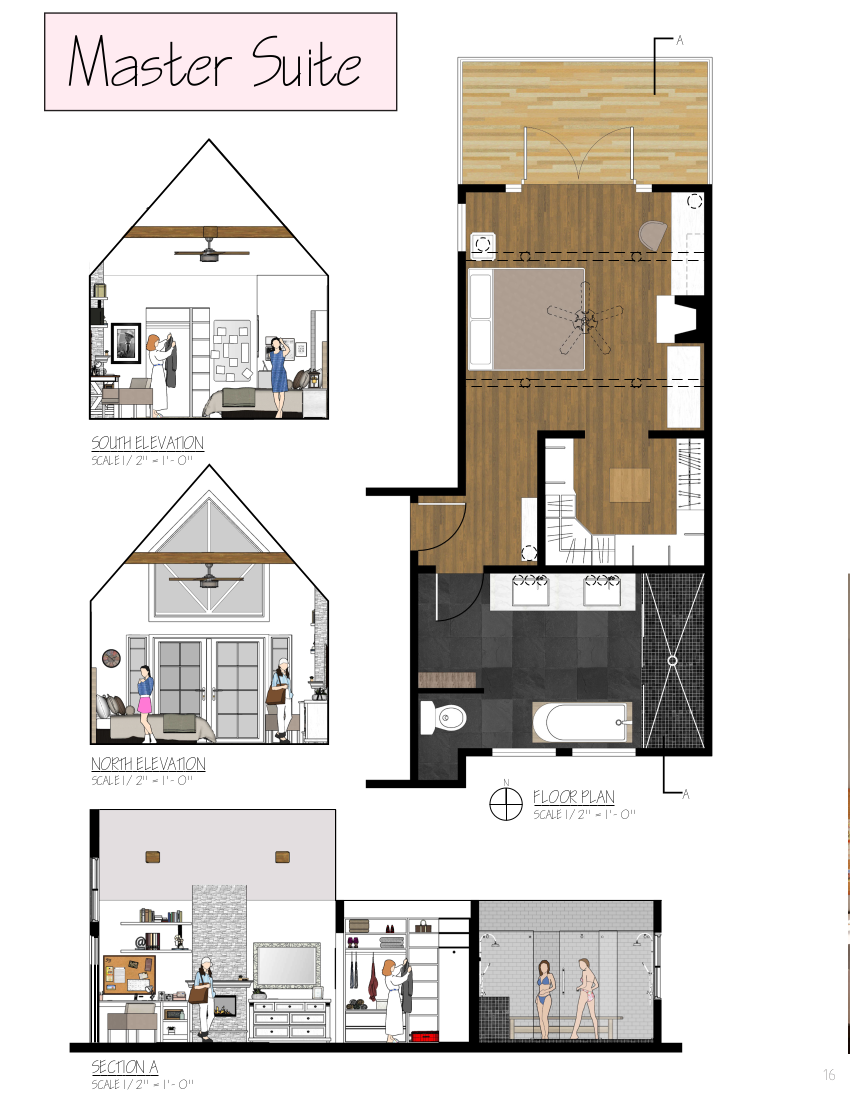 Master Suite
A
SOUTH ELEVATION
SCALE 1/2" = 1'-0"
NORTH ELEVATION
SCALE 1/2" = 1'-0"
N
A
FLOOR PLAN
SCALE 1/2" = 1'-0"
SECTION A
SCALE 1/2" = 1'-0"
16